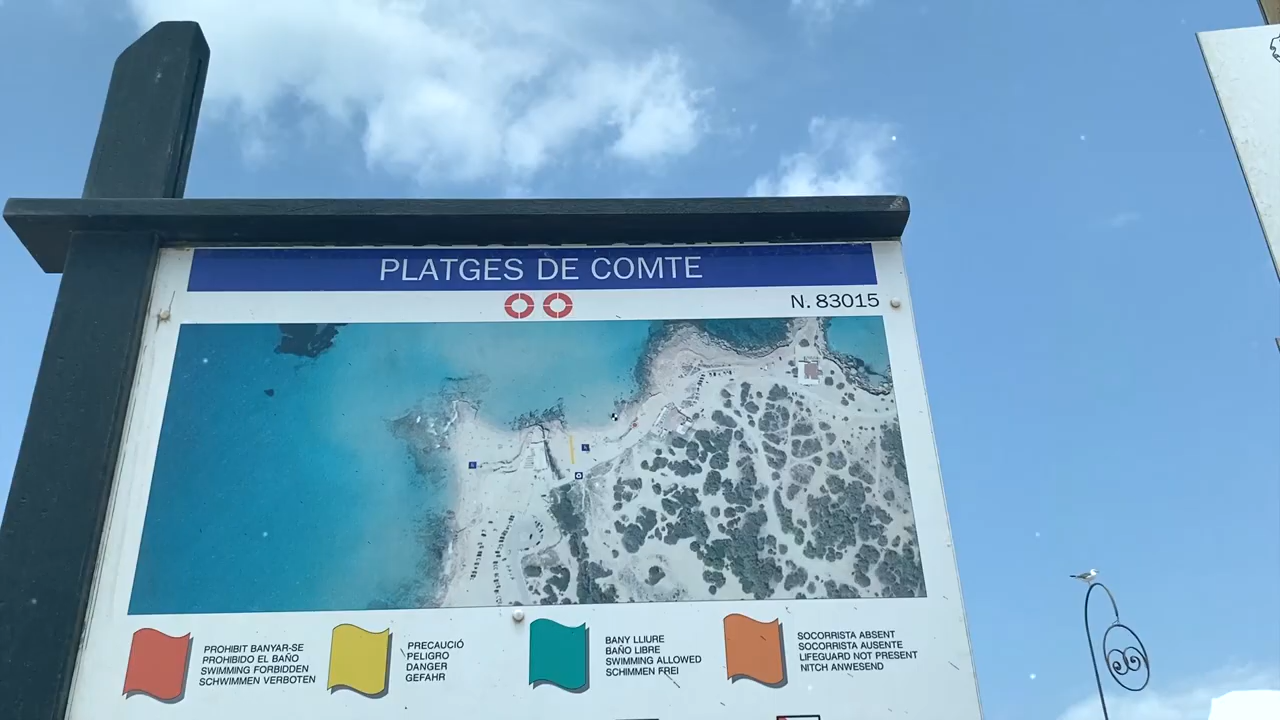 PLATGES DE COMTE
N. 83015
PROHIBIT BANYAR-SE
PROHIBIDO EL BAÑO
SWIMMING FORBIDDEN
SCHWIMMEN VERBOTEN
PRECAUCIÓ
PELIGRO
DANGER
GEFAHR
BANY LLIURE
BAÑO LIBRE
SWIMMING ALLOWED
SCHIMMEN FREI
SOCORRISTA ABSENT
SOCORRISTA AUSENTE
LIFEGUARD NOT PRESENT
NITCH ANWESEND